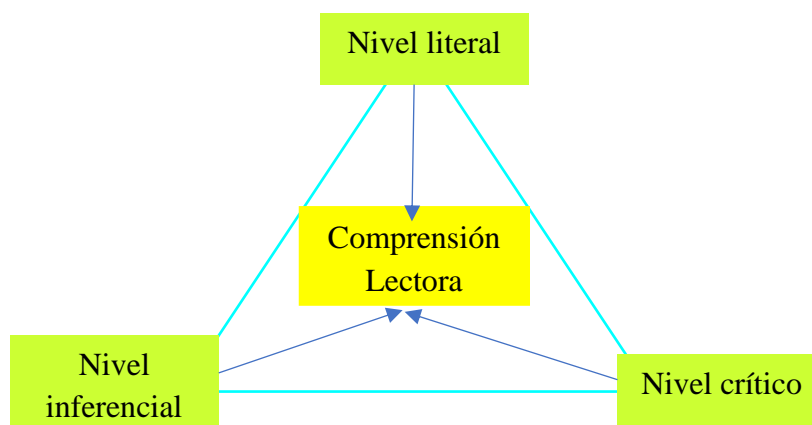 Nivel literal
Comprensión
Lectora
Nivel
inferencial
Nivel crítico